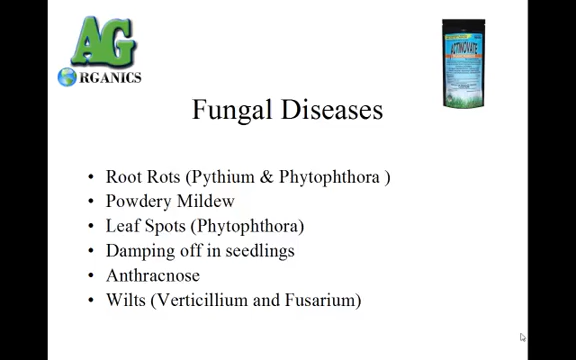 AG
RGANICS
ACTINOVATE
Fungal Diseases
• Root Rots (Pythium & Phytophthora )
• Powdery Mildew
• Leaf Spots (Phytophthora)
• Damping off in seedlings
• Anthracnose
• Wilts (Verticillium and Fusarium)